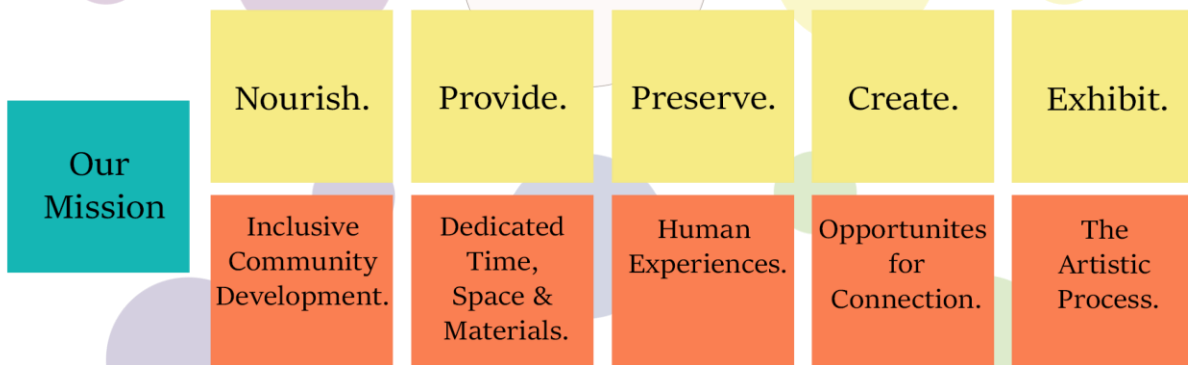 Our
Mission
Nourish.
Inclusive
Community
Development.
Provide.
Dedicated
Time,
Space &
Materials.
Preserve.
Human
Experiences.
Create.
Opportunites
for
Connection.
Exhibit.
The
Artistic
Process.